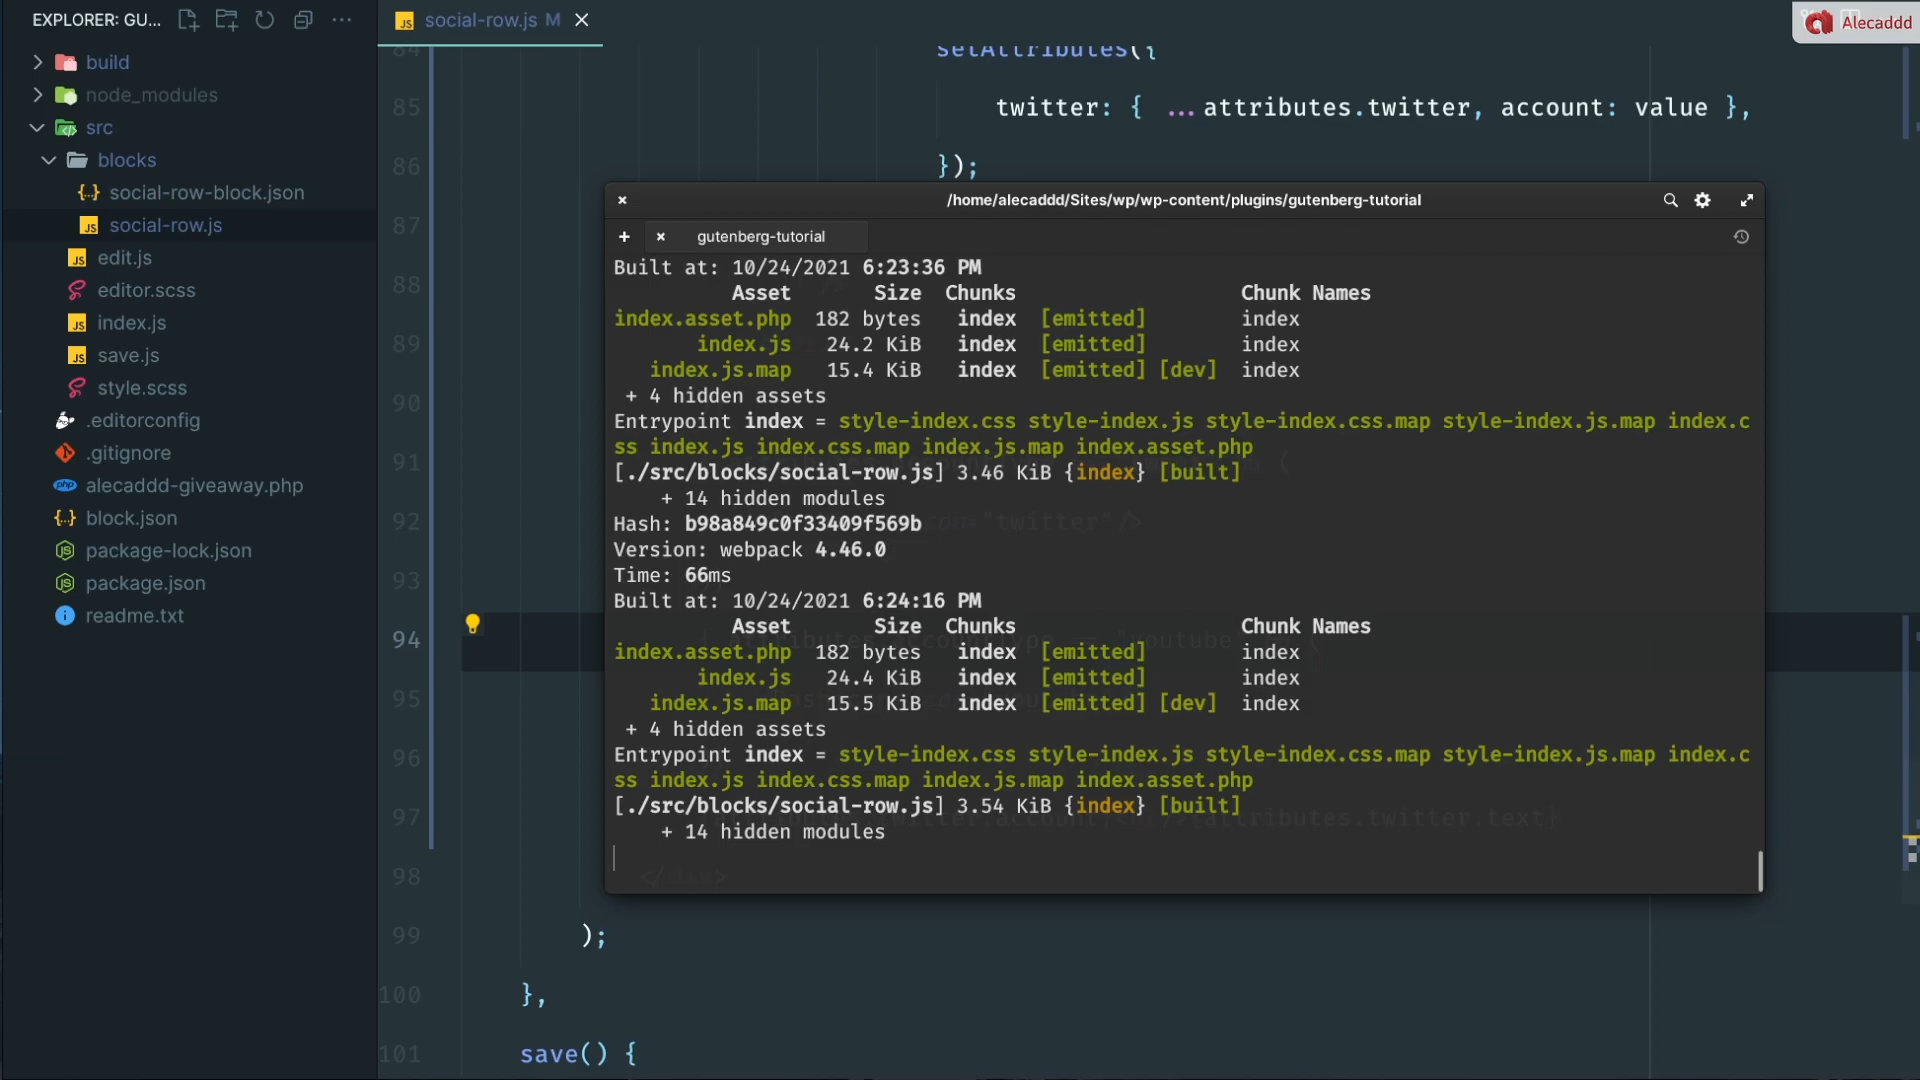 EXPLORER: GU...
build
node_modules
src
blocks
social-row-block.json
social-row.js
edit.js
editor.scss
index.js
save.js
style.scss
.editorconfig
.gitignore
alecaddd-giveaway.php
block.json
package-lock.json
package.json
readme.txt
social-row.js M
Alecaddd
84 setAttributes({
85 twitter: { ...attributes.twitter, account: value },
86 });
87
88
89
90
91
92
93
94
95
96
97
98
99 );
100 },
101 save() {
/home/alecaddd/Sites/wp/wp-content/plugins/gutenberg-tutorial
gutenberg-tutorial
Built at: 10/24/2021 6:23:36 PM
Asset Size Chunks Chunk Names
index.asset.php 182 bytes index [emitted] index
index.js 24.2 KiB index [emitted] index
index.js.map 15.4 KiB index [emitted] [dev] index
+ 4 hidden assets
Entrypoint index = style-index.css style-index.js style-index.css.map style-index.js.map index.c
ss index.js index.css.map index.js.map index.asset.php
[./src/blocks/social-row.js] 3.46 KiB {index} [built]
+ 14 hidden modules
Hash: b98a849c0f33409f569b
Version: webpack 4.46.0
Time: 66ms
Built at: 10/24/2021 6:24:16 PM
Asset Size Chunks Chunk Names
index.asset.php 182 bytes index [emitted] index
index.js 24.4 KiB index [emitted] index
index.js.map 15.5 KiB index [emitted] [dev] index
+ 4 hidden assets
Entrypoint index = style-index.css style-index.js style-index.css.map style-index.js.map index.c
ss index.js index.css.map index.js.map index.asset.php
[./src/blocks/social-row.js] 3.54 KiB {index} [built]
+ 14 hidden modules